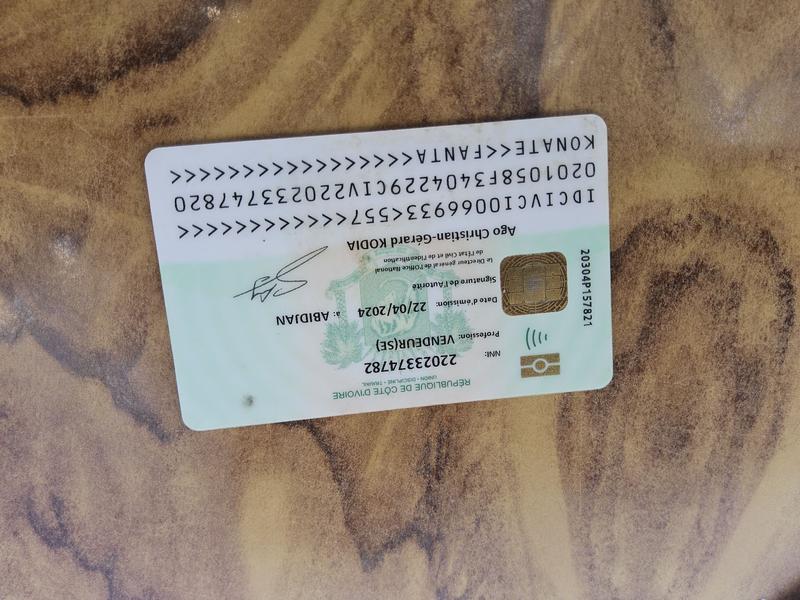 RÉPUBLIQUE DE CÔTE D'IVOIRE
UNION - DISCIPLINE - TRAVAIL
NNI: 22023374782
Profession: VENDEUR(SE)
Date d'émission: 22/04/2024 à: ABIDJAN
Signature de l'Autorité
Le Directeur général de l'Office National
de l'État Civil et de l'Identification
Ago Christian-Gérard KODIA
20304P157821
IDCIVCI0066933<557<<<<<<<<<<<<
0201058F3404229CIV220233747820
KONATE<<FANTA<<<<<<<<<<<<<<<<<